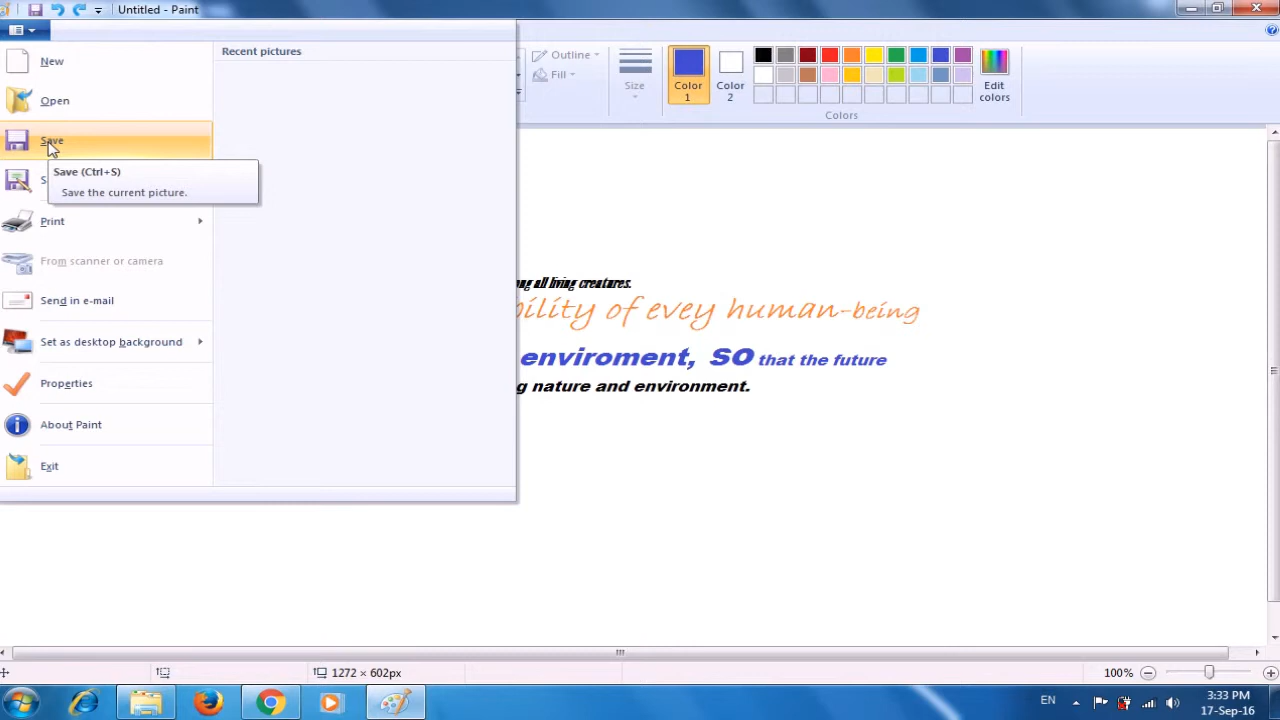 Untitled - Paint
Recent pictures
New
Open
Save
Save (Ctrl+S)
Save the current picture.
S
Print
From scanner or camera
Send in e-mail
Set as desktop background
Properties
About Paint
Exit
Outline
Fill
Size
Color 1
Color 2
Edit colors
Colors
ng all living creatures.
bility of evey human-being
enviroment, SO that the future
g nature and environment.
1272 × 602px
100%
EN
3:33 PM
17-Sep-16